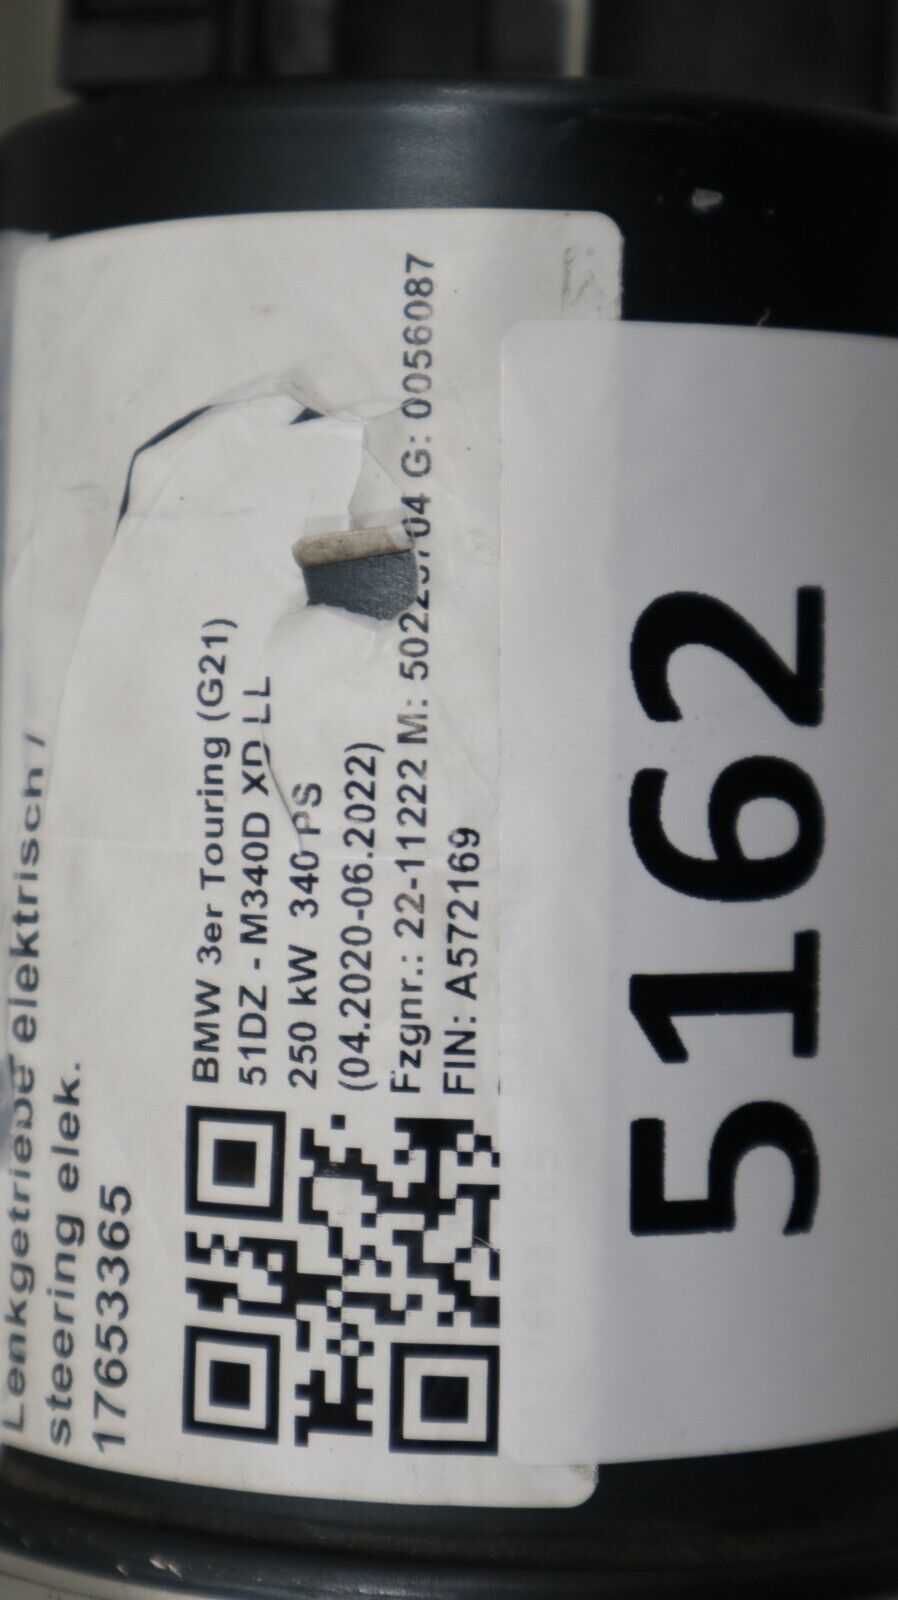 Lenkgetriebe elektrisch /
steering elek.
17653365
BMW 3er Touring (G21)
51DZ - M340D XD LL
250 kW 340 PS
(04.2020-06.2022)
Fzgnr.: 22-11222 M: G: 0056087
FIN: A572169
5162